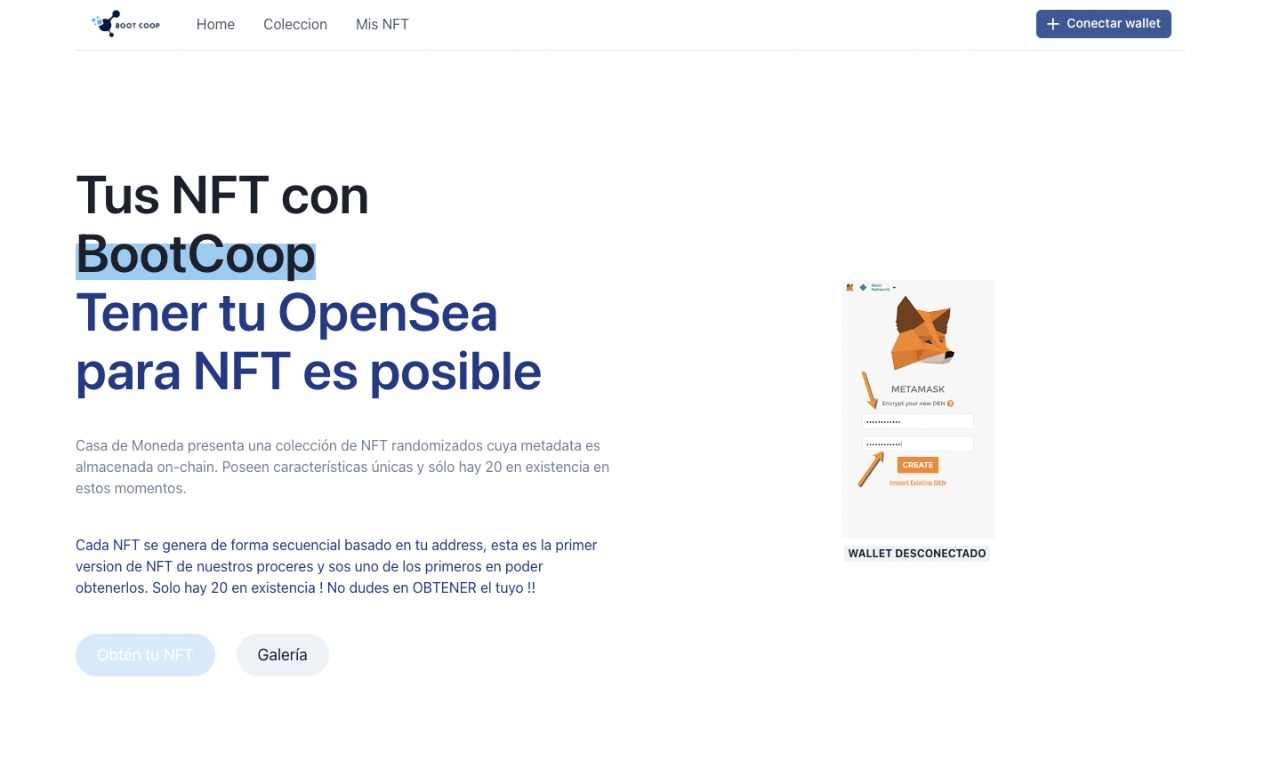 BOOT COOP
Home
Coleccion
Mis NFT
Conectar wallet
Tus NFT con
BootCoop
Tener tu OpenSea
para NFT es posible
Casa de Moneda presenta una colección de NFT randomizados cuya metadata es
almacenada on-chain. Poseen características únicas y sólo hay 20 en existencia en
estos momentos.
Cada NFT se genera de forma secuencial basado en tu address, esta es la primer
version de NFT de nuestros proceres y sos uno de los primeros en poder
obtenerlos. Solo hay 20 en existencia ! No dudes en OBTENER el tuyo !!
Obtén tu NFT
Galería
Main
Network
METAMASK
Encrypt your new DEN ?
CREATE
Import Existing DEN
WALLET DESCONECTADO